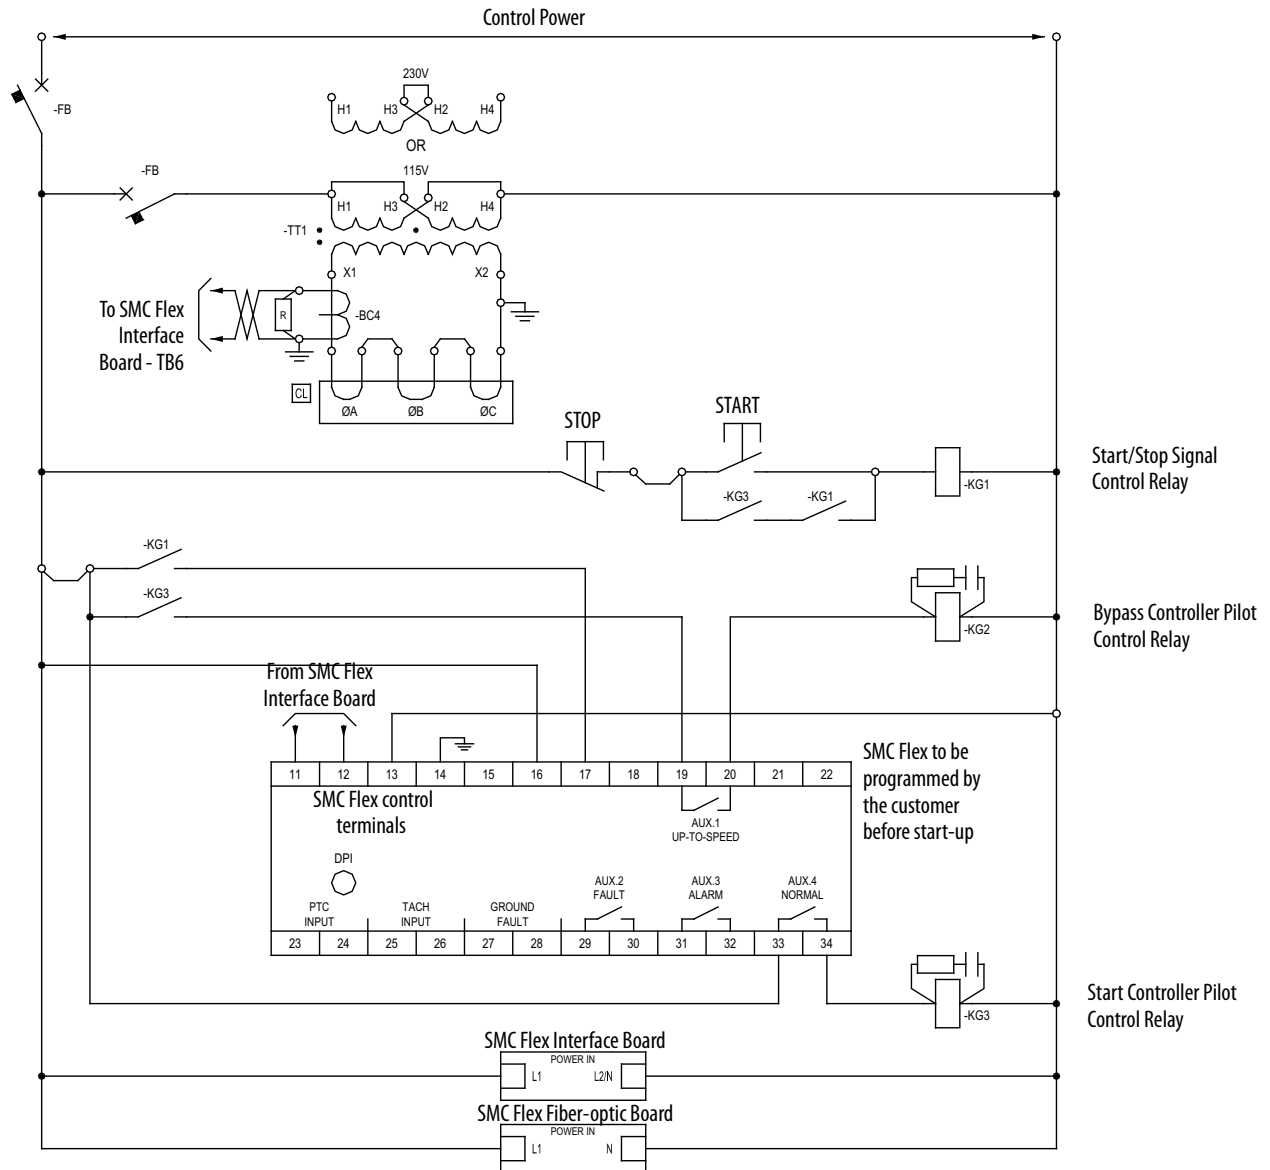 Control Power
-FB
230V
H1 H3 H2 H4
OR
-FB
115V
H1 H3 H2 H4
-TT1
X1 X2
To SMC Flex
Interface
Board - TB6
R
-BC4
CL
ØA ØB ØC
STOP
START
-KG1
Start/Stop Signal
Control Relay
-KG3 -KG1
-KG1
-KG3
-KG2
Bypass Controller Pilot
Control Relay
From SMC Flex
Interface Board
11 12 13 14 15 16 17 18 19 20 21 22
SMC Flex to be
programmed by
the customer
before start-up
SMC Flex control
terminals
AUX.1
UP-TO-SPEED
DPI
PTC
INPUT
TACH
INPUT
GROUND
FAULT
AUX.2
FAULT
AUX.3
ALARM
AUX.4
NORMAL
23 24 25 26 27 28 29 30 31 32 33 34
-KG3
Start Controller Pilot
Control Relay
SMC Flex Interface Board
POWER IN
L1 L2/N
SMC Flex Fiber-optic Board
POWER IN
L1 N